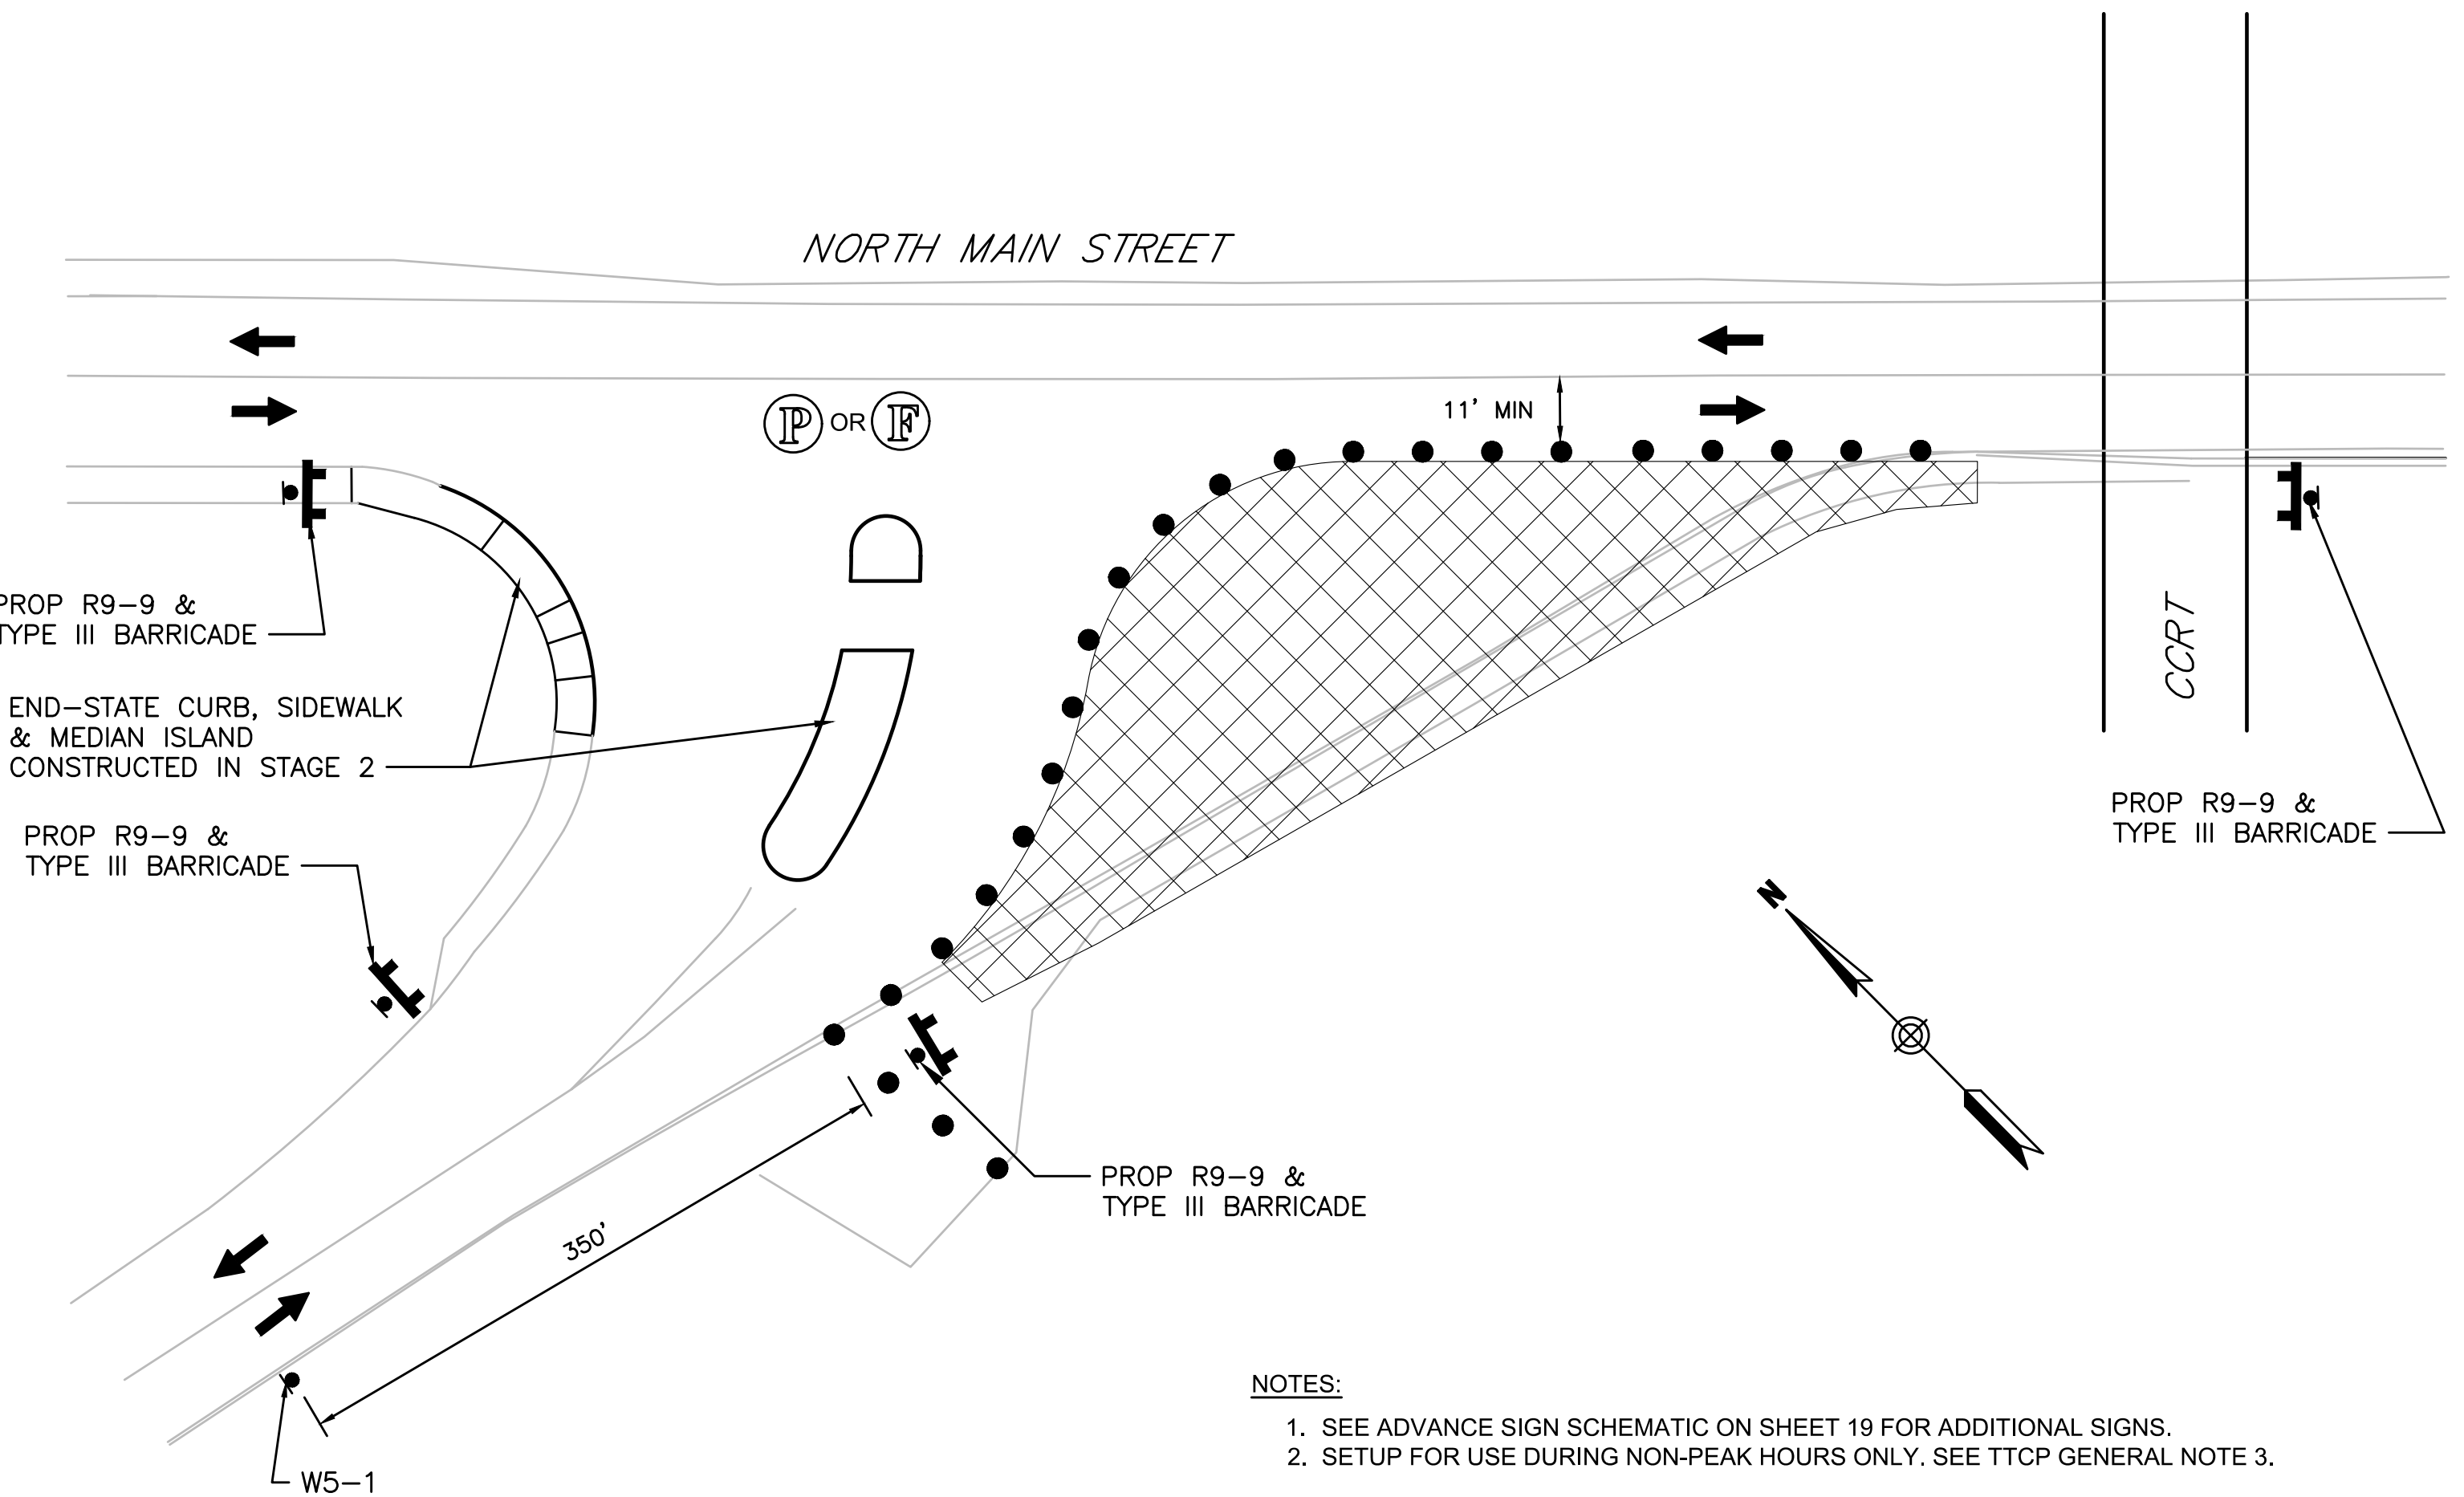 NORTH MAIN STREET
P OR F
11' MIN
PROP R9-9 &
TYPE III BARRICADE
END-STATE CURB, SIDEWALK
& MEDIAN ISLAND
CONSTRUCTED IN STAGE 2
PROP R9-9 &
TYPE III BARRICADE
CCRT
PROP R9-9 &
TYPE III BARRICADE
N
PROP R9-9 &
TYPE III BARRICADE
350'
W5-1
NOTES:
1. SEE ADVANCE SIGN SCHEMATIC ON SHEET 19 FOR ADDITIONAL SIGNS.
2. SETUP FOR USE DURING NON-PEAK HOURS ONLY. SEE TTCP GENERAL NOTE 3.